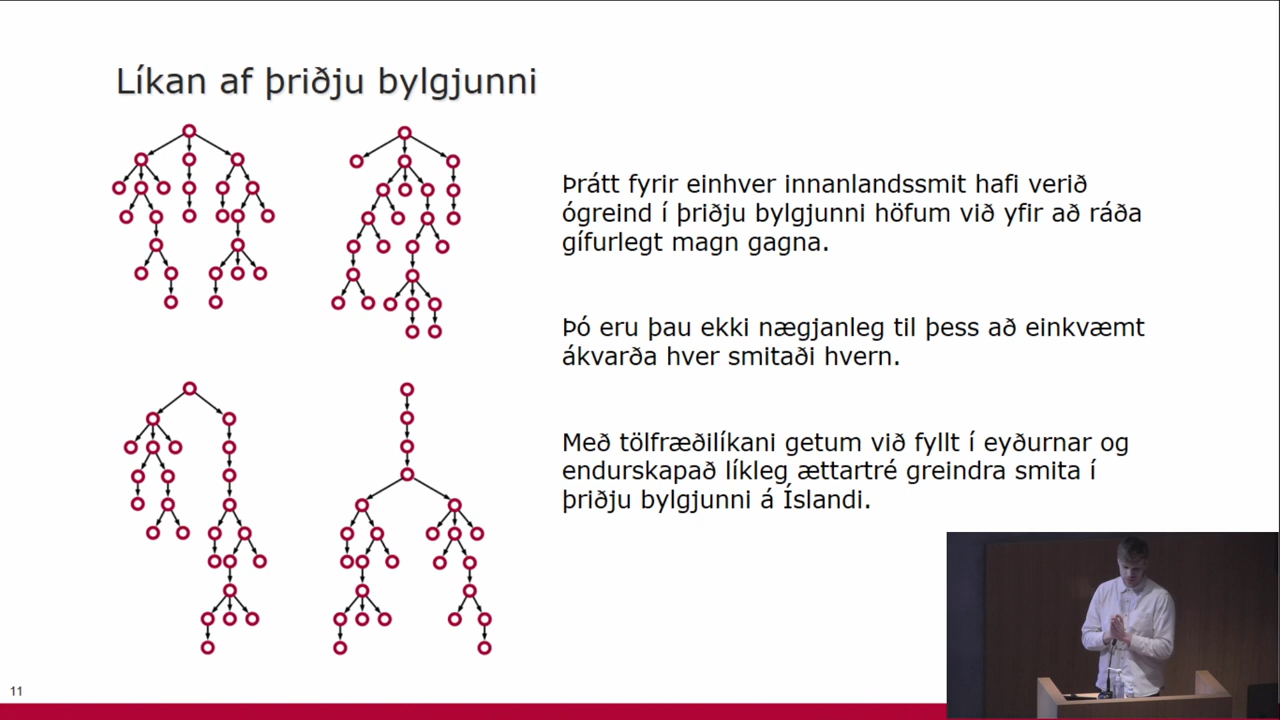 Líkan af þriðju bylgjunni
Þrátt fyrir einhver innanlandssmit hafi verið
ógreind í þriðju bylgjunni höfum við yfir að ráða
gífurlegt magn gagna.
Þó eru þau ekki nægjanleg til þess að einkvæmt
ákvarða hver smitaði hvern.
Með tölfræðilíkani getum við fyllt í eyðurnar og
endurskapað líkleg ættartré greindra smita í
þriðju bylgjunni á Íslandi.
11